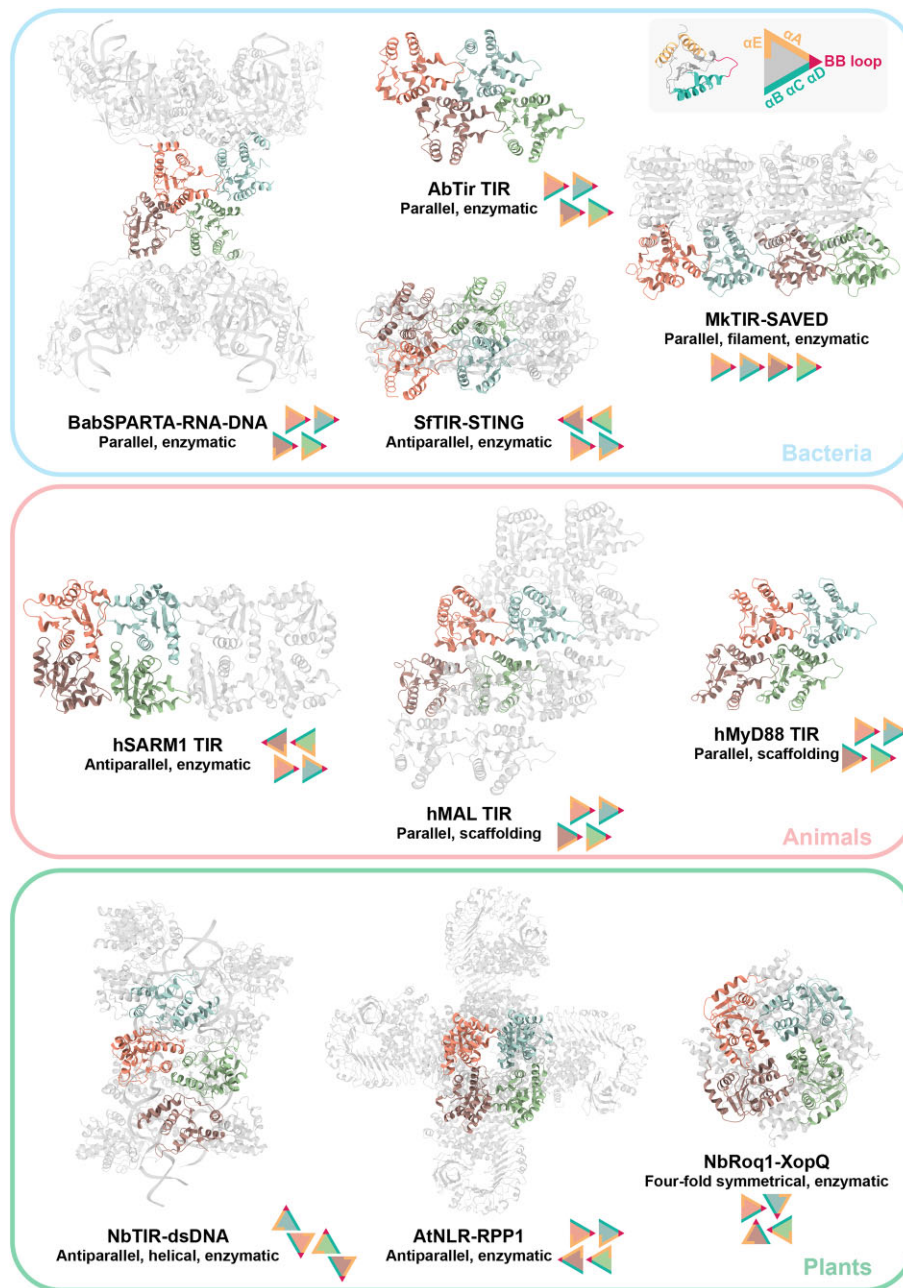 αE
αA
BB loop
αB αC αD
AbTir TIR
Parallel, enzymatic
MkTIR-SAVED
Parallel, filament, enzymatic
BabSPARTA-RNA-DNA
Parallel, enzymatic
SfTIR-STING
Antiparallel, enzymatic
Bacteria
hSARM1 TIR
Antiparallel, enzymatic
hMAL TIR
Parallel, scaffolding
hMyD88 TIR
Parallel, scaffolding
Animals
NbTIR-dsDNA
Antiparallel, helical, enzymatic
AtNLR-RPP1
Antiparallel, enzymatic
NbRoq1-XopQ
Four-fold symmetrical, enzymatic
Plants